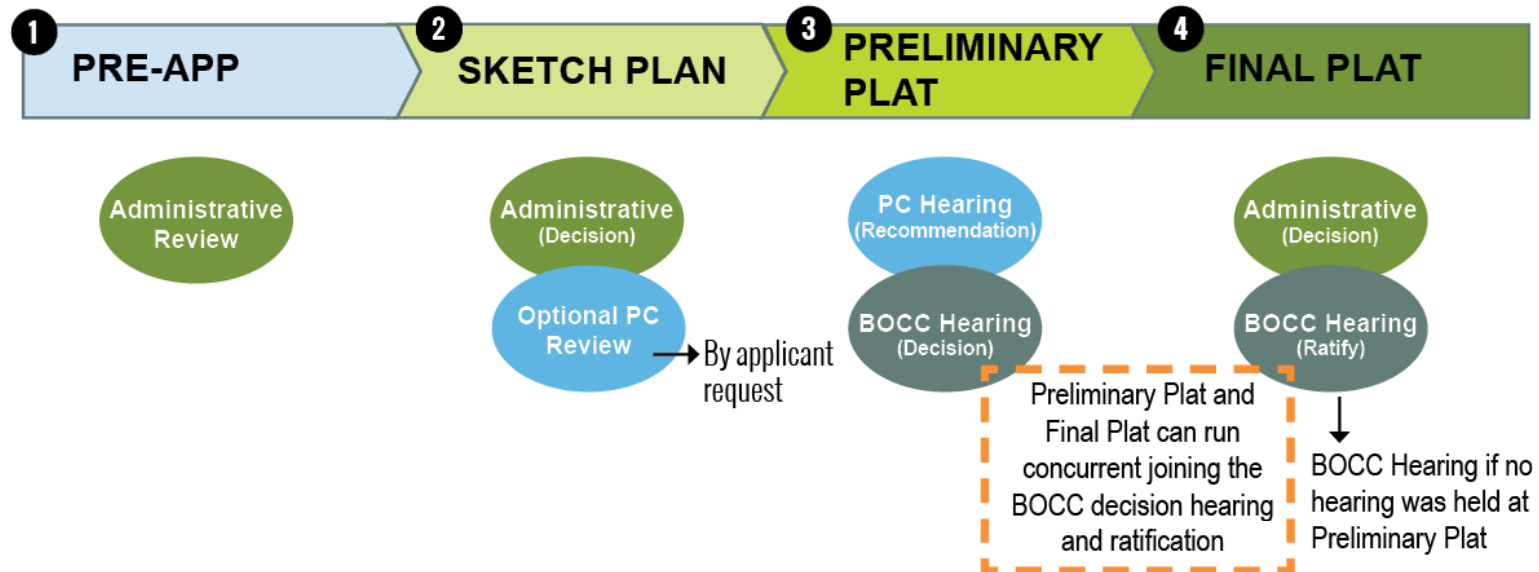 1
PRE-APP
2
SKETCH PLAN
3
PRELIMINARY
PLAT
4
FINAL PLAT
Administrative
Review
Administrative
(Decision)
Optional PC
Review
By applicant
request
PC Hearing
(Recommendation)
BOCC Hearing
(Decision)
Preliminary Plat and
Final Plat can run
concurrent joining the
BOCC decision hearing
and ratification
Administrative
(Decision)
BOCC Hearing
(Ratify)
BOCC Hearing if no
hearing was held at
Preliminary Plat